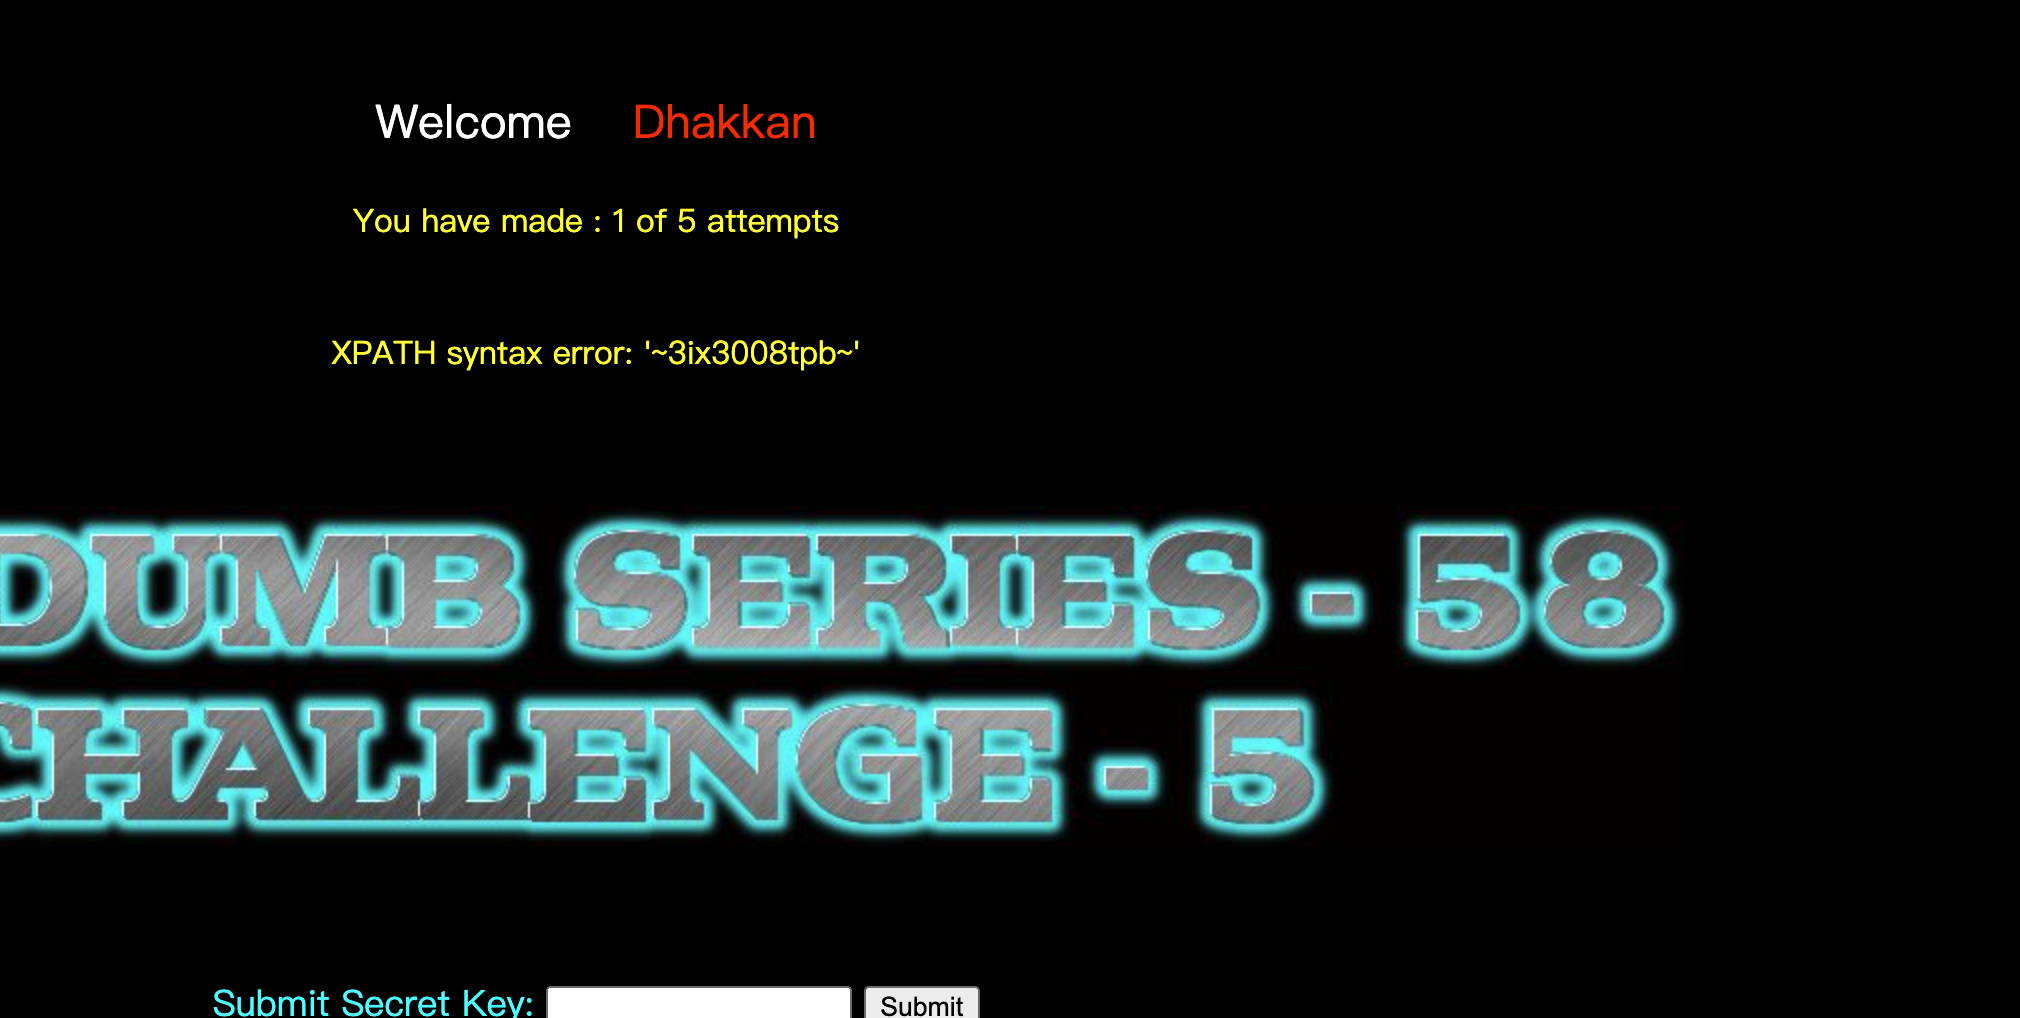 Welcome Dhakkan
You have made : 1 of 5 attempts
XPATH syntax error: '~3ix3008tpb~'
DUMB SERIES - 58
CHALLENGE - 5
Submit Secret Key: Submit